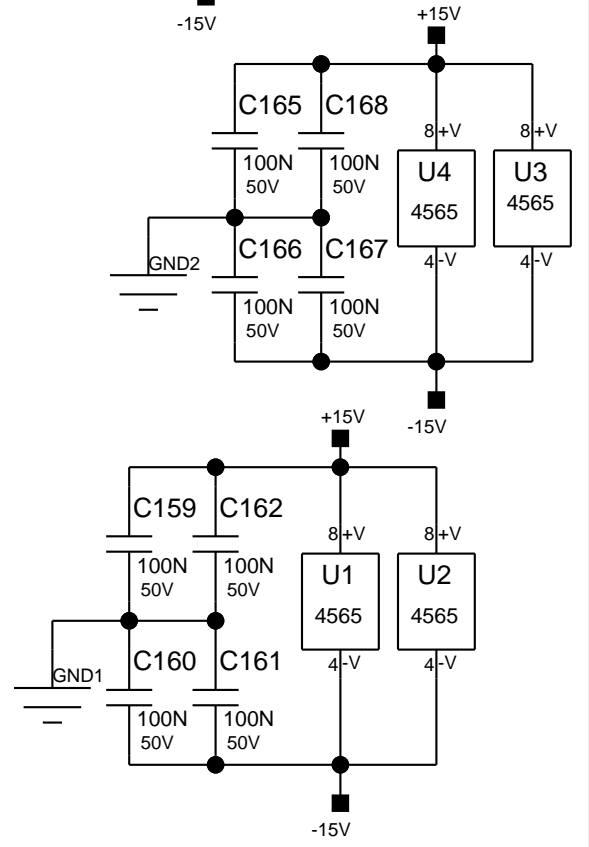 -15V
+15V
C165 C168
8 +V 8 +V
100N 100N
50V 50V
U4 U3
4565 4565
C166 C167
GND2
4 -V 4 -V
100N 100N
50V 50V
-15V
+15V
C159 C162
8 +V 8 +V
100N 100N
50V 50V
U1 U2
4565 4565
C160 C161
4 -V 4 -V
GND1
100N 100N
50V 50V
-15V